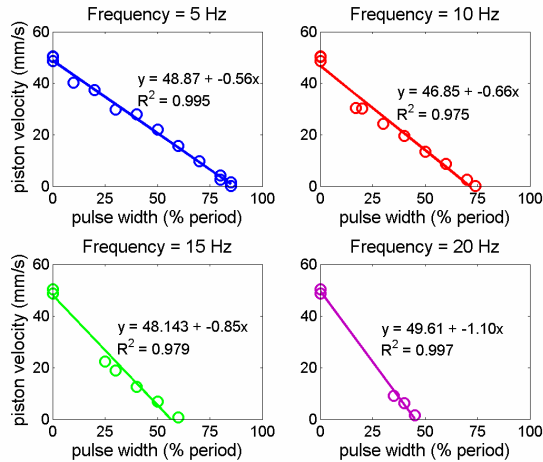 Frequency = 5 Hz
piston velocity (mm/s)
60
40
20
0
y = 48.87 + -0.56x
R² = 0.995
0 25 50 75 100
pulse width (% period)
Frequency = 10 Hz
60
40
20
0
y = 46.85 + -0.66x
R² = 0.975
0 25 50 75 100
pulse width (% period)
Frequency = 15 Hz
piston velocity (mm/s)
60
40
20
0
y = 48.143 + -0.85x
R² = 0.979
0 25 50 75 100
pulse width (% period)
Frequency = 20 Hz
60
40
20
0
y = 49.61 + -1.10x
R² = 0.997
0 25 50 75 100
pulse width (% period)